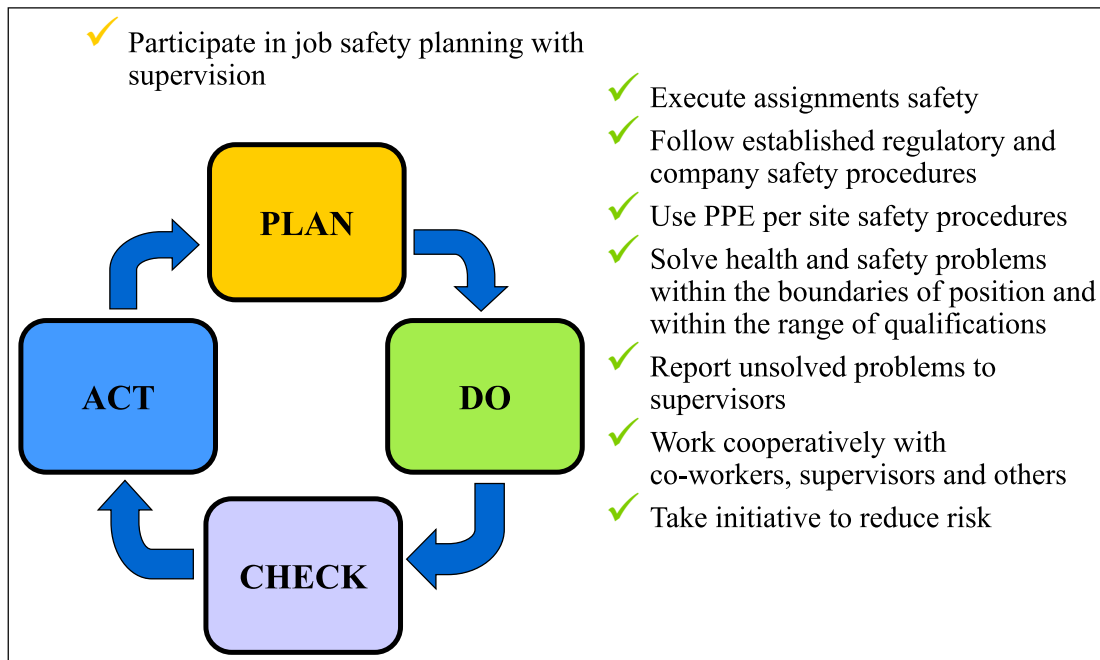 Participate in job safety planning with
supervision
Execute assignments safety
Follow established regulatory and
company safety procedures
Use PPE per site safety procedures
Solve health and safety problems
within the boundaries of position and
within the range of qualifications
Report unsolved problems to
supervisors
Work cooperatively with
co-workers, supervisors and others
Take initiative to reduce risk
PLAN
DO
CHECK
ACT